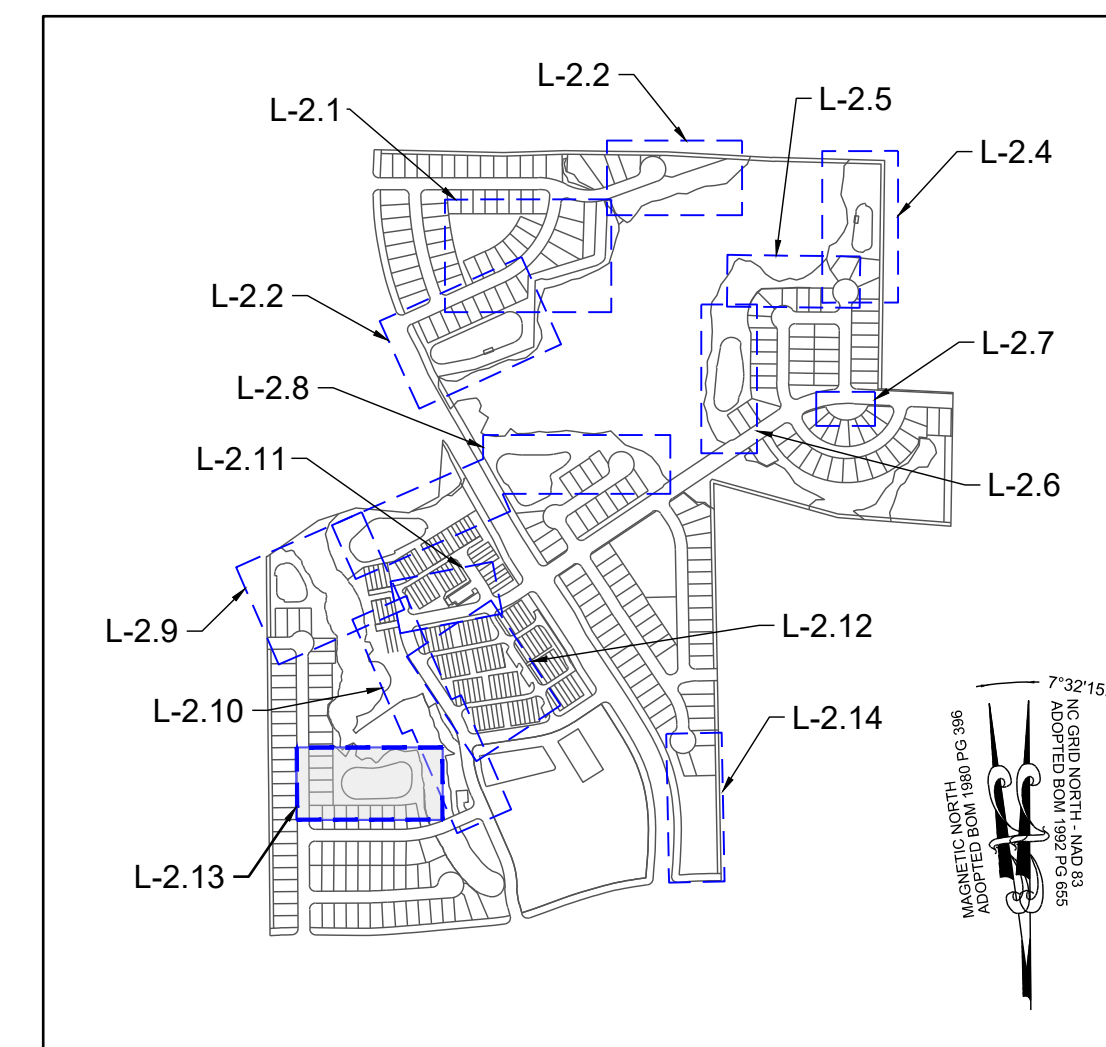 L-2.2
L-2.1
L-2.5
L-2.4
L-2.2
L-2.7
L-2.8
L-2.11
L-2.6
L-2.9
L-2.12
L-2.10
L-2.14
L-2.13
7°32'15
MAGNETIC NORTH
ADOPTED BOM 1980 PG 396
NC GRID NORTH - NAD 83
ADOPTED BOM 1992 PG 655